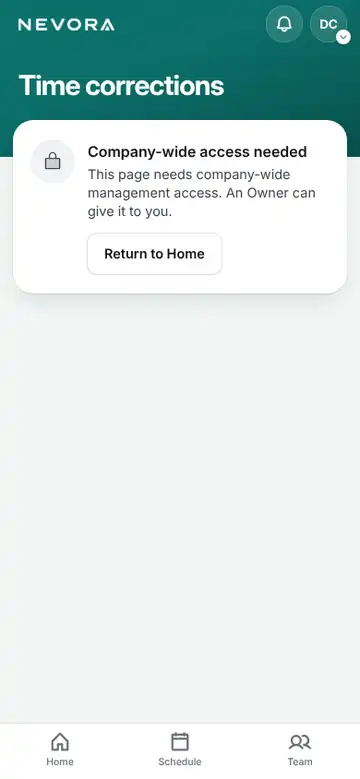 NEVORA
DC
Time corrections
Company-wide access needed
This page needs company-wide
management access. An Owner can
give it to you.
Return to Home
Home
Schedule
Team